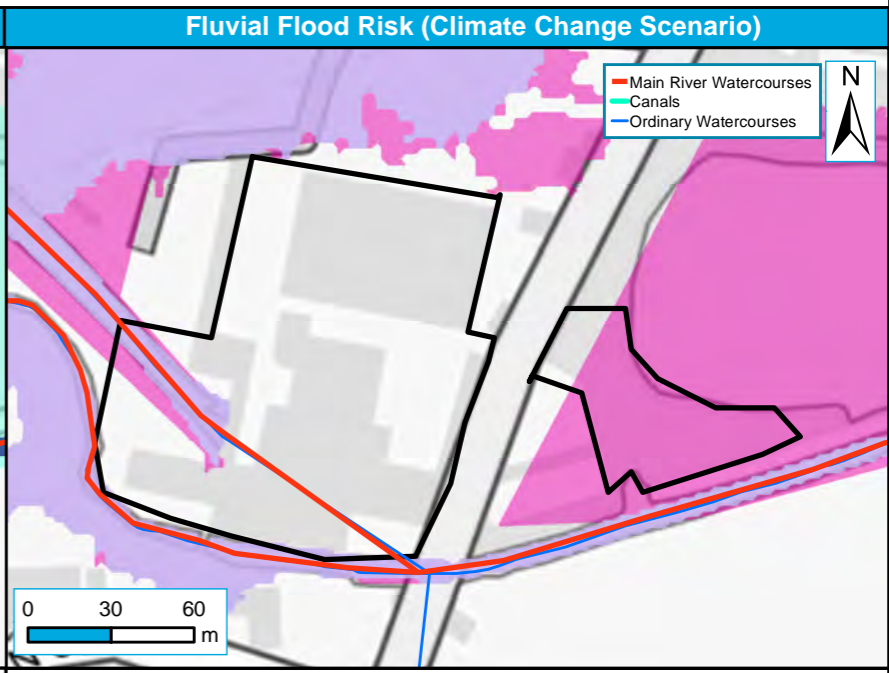 Fluvial Flood Risk (Climate Change Scenario)
Main River Watercourses
Canals
Ordinary Watercourses
N
0 30 60
m